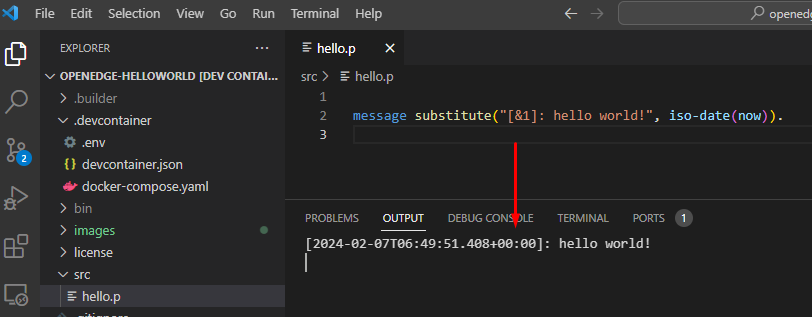 File Edit Selection View Go Run Terminal Help
openedg
EXPLORER
OPENEDGE-HELLOWORLD [DEV CONTAI...
.builder
.devcontainer
.env
devcontainer.json
docker-compose.yaml
bin
images
license
src
hello.p
.gitignore
2
hello.p
src > hello.p
1
2 message substitute("[&1]: hello world!", iso-date(now)).
3
PROBLEMS OUTPUT DEBUG CONSOLE TERMINAL PORTS 1
[2024-02-07T06:49:51.408+00:00]: hello world!